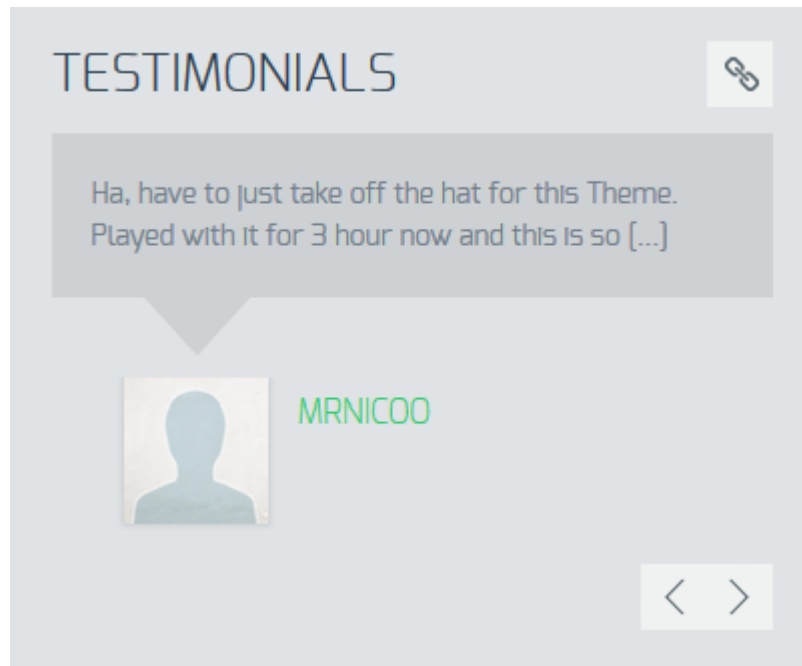 TESTIMONIALS
Ha, have to just take off the hat for this Theme.
Played with it for 3 hour now and this is so [...]
MRNICOO